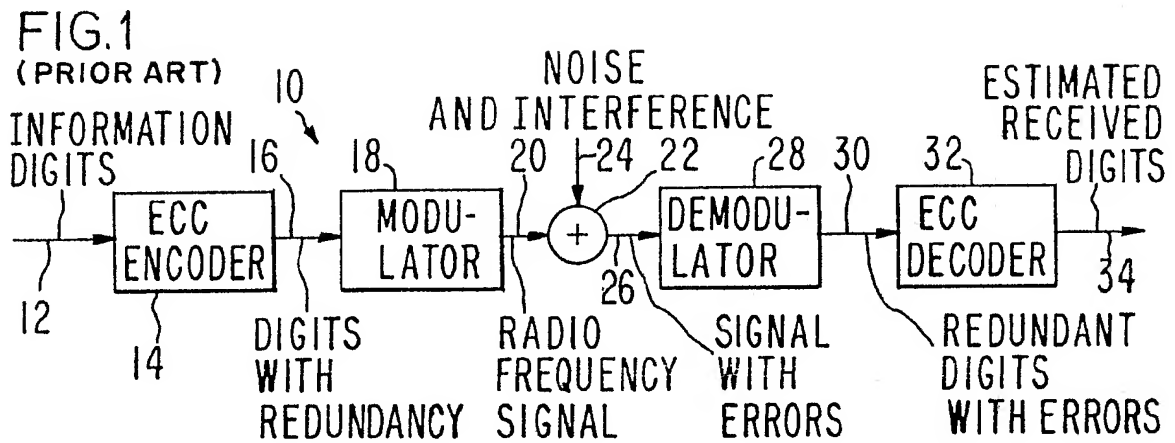 FIG.1
(PRIOR ART)
INFORMATION
DIGITS
10
NOISE
AND INTERFERENCE
ESTIMATED
RECEIVED
DIGITS
16
18
20
24
22
28
30
32
ECC
ENCODER
MODU-
LATOR
+
DEMODU-
LATOR
ECC
DECODER
12
14
26
34
DIGITS
WITH
REDUNDANCY
RADIO
FREQUENCY
SIGNAL
SIGNAL
WITH
ERRORS
REDUNDANT
DIGITS
WITH ERRORS